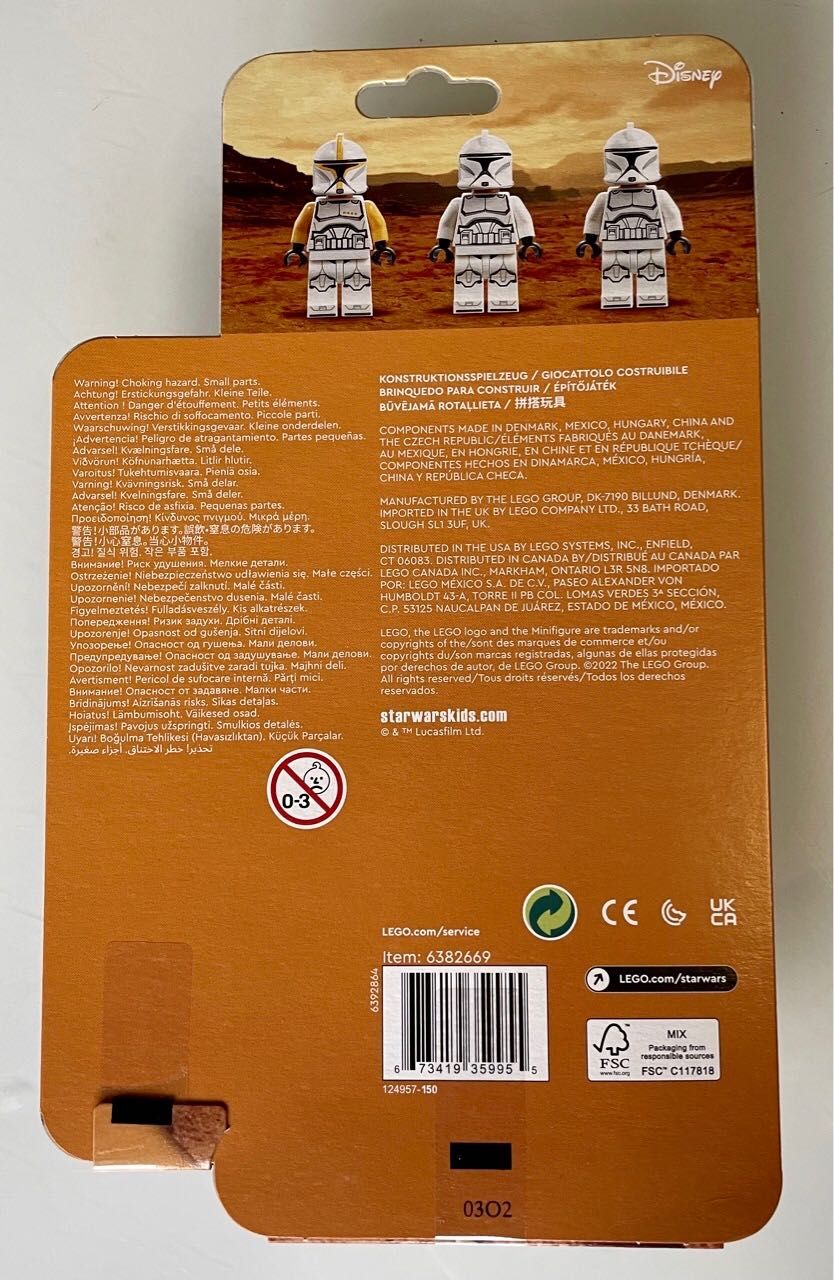 Disney
Warning! Choking hazard. Small parts.
Achtung! Erstickungsgefahr. Kleine Teile.
Attention ! Danger d'étouffement. Petits éléments.
Avvertenza! Rischio di soffocamento. Piccole parti.
Waarschuwing! Verstikkingsgevaar. Kleine onderdelen.
¡Advertencia! Peligro de atragantamiento. Partes pequeñas.
Advarsel! Kvælningsfare. Små dele.
Viðvörun! Köfnunarhætta. Litlir hlutir.
Varoitus! Tukehtumisvaara. Pieniä osia.
Varning! Kvävningsrisk. Små delar.
Advarsel! Kvelningsfare. Små deler.
Atenção! Risco de asfixia. Pequenas partes.
Προειδοποίηση! Κίνδυνος πνιγμού. Μικρά μέρη.
警告!小部品があります。誤飲・窒息の危険があります。
警告!小心窒息。当心小物件。
경고! 질식 위험. 작은 부품 포함.
Внимание! Риск удушения. Мелкие детали.
Ostrzeżenie! Niebezpieczeństwo udławienia się. Małe części.
Upozornění! Nebezpečí zalknutí. Malé části.
Upozornenie! Nebezpečenstvo dusenia. Malé časti.
Figyelmeztetés! Fulladásveszély. Kis alkatrészek.
Попередження! Ризик задухи. Дрібні деталі.
Upozorenje! Opasnost od gušenja. Sitni dijelovi.
Упозорење! Опасност од гушења. Мали делови.
Предупредување! Опасност од задушување. Мали делови.
Opozorilo! Nevarnost zadušitve zaradi tujka. Majhni deli.
Avertisment! Pericol de sufocare internă. Părți mici.
Внимание! Опасност от задавяне. Малки части.
Brīdinājums! Aizrīšanās risks. Sīkas detaļas.
Hoiatus! Lämbumisoht. Väikesed osad.
Įspėjimas! Pavojus užspringti. Smulkios detalės.
Uyarı! Boğulma Tehlikesi (Havasızlıktan). Küçük Parçalar.
تحذير! خطر الاختناق. أجزاء صغيرة.
0-3
KONSTRUKTIONSSPIELZEUG / GIOCATTOLO COSTRUIBILE
BRINQUEDO PARA CONSTRUIR / ÉPÍTŐJÁTÉK
BŪVĒJAMĀ ROTAĻLIETA / 拼搭玩具
COMPONENTS MADE IN DENMARK, MEXICO, HUNGARY, CHINA AND
THE CZECH REPUBLIC/ÉLÉMENTS FABRIQUÉS AU DANEMARK,
AU MEXIQUE, EN HONGRIE, EN CHINE ET EN RÉPUBLIQUE TCHÈQUE/
COMPONENTES HECHOS EN DINAMARCA, MÉXICO, HUNGRÍA,
CHINA Y REPÚBLICA CHECA.
MANUFACTURED BY THE LEGO GROUP, DK-7190 BILLUND, DENMARK.
IMPORTED IN THE UK BY LEGO COMPANY LTD., 33 BATH ROAD,
SLOUGH SL1 3UF, UK.
DISTRIBUTED IN THE USA BY LEGO SYSTEMS, INC., ENFIELD,
CT 06083. DISTRIBUTED IN CANADA BY/DISTRIBUÉ AU CANADA PAR
LEGO CANADA INC., MARKHAM, ONTARIO L3R 5N8. IMPORTADO
POR: LEGO MÉXICO S.A. DE C.V., PASEO ALEXANDER VON
HUMBOLDT 43-A, TORRE II PB COL. LOMAS VERDES 3ª SECCIÓN,
C.P. 53125 NAUCALPAN DE JUÁREZ, ESTADO DE MÉXICO, MÉXICO.
LEGO, the LEGO logo and the Minifigure are trademarks and/or
copyrights of the/sont des marques de commerce et/ou
copyrights du/son marcas registradas, algunas de ellas protegidas
por derechos de autor, de LEGO Group. ©2022 The LEGO Group.
All rights reserved/Tous droits réservés/Todos los derechos
reservados.
starwarskids.com
© & ™ Lucasfilm Ltd.
CE
UK
CA
LEGO.com/service
Item: 6382669
6392864
6 73419 35995 5
124957-150
LEGO.com/starwars
FSC
www.fsc.org
MIX
Packaging from
responsible sources
FSC™ C117818
03O2